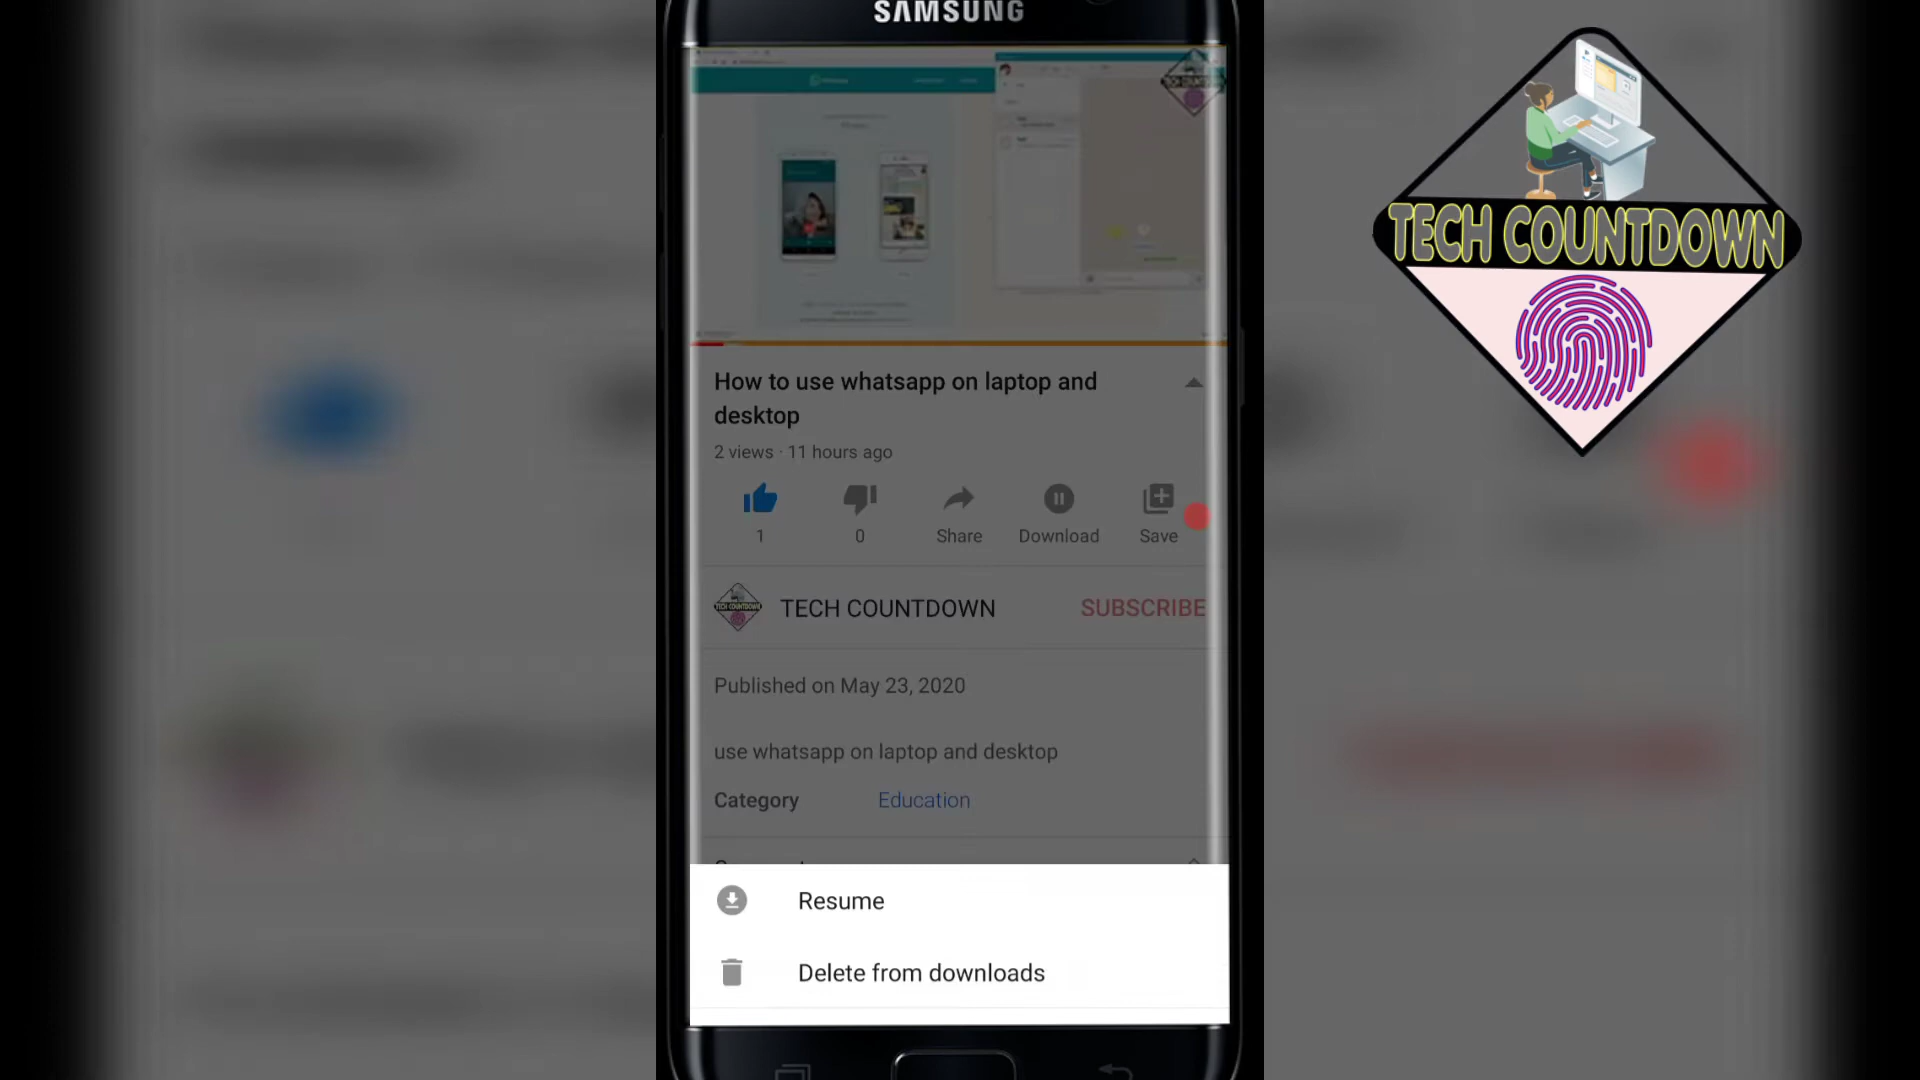 SAMSUNG
TECH COUNTDOWN
How to use whatsapp on laptop and
desktop
2 views · 11 hours ago
1
0
Share
Download
Save
TECH COUNTDOWN
SUBSCRIBE
Published on May 23, 2020
use whatsapp on laptop and desktop
Category
Education
Resume
Delete from downloads